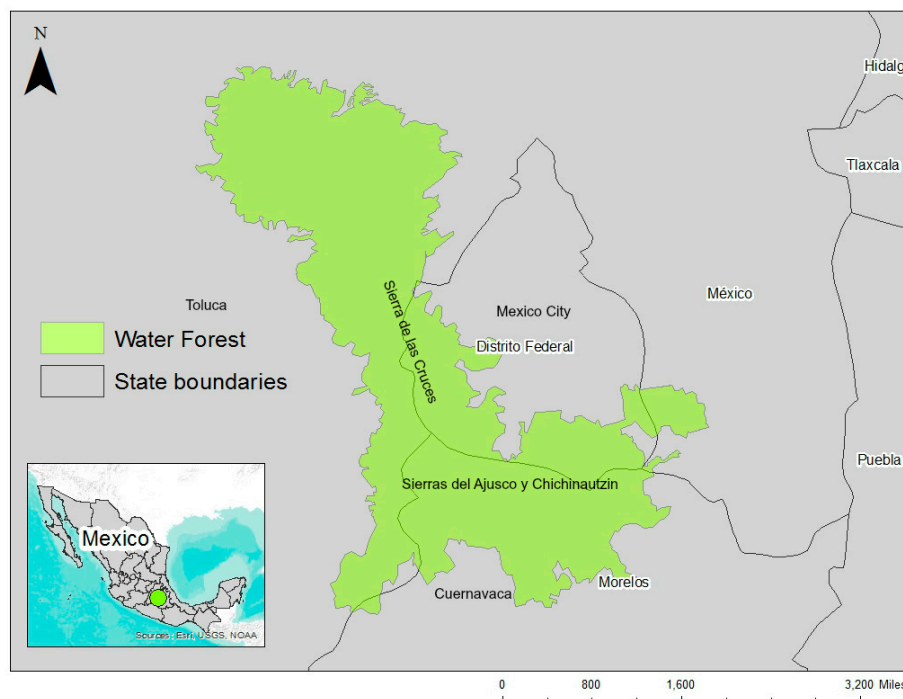 N
Hidalg
Tlaxcala
México
Toluca
Mexico City
Distrito Federal
Sierra de las Cruces
Water Forest
State boundaries
Puebla
Sierras del Ajusco y Chichinautzin
Mexico
Morelos
Cuernavaca
Sources: Esri, USGS, NOAA
0 800 1,600 3,200 Miles